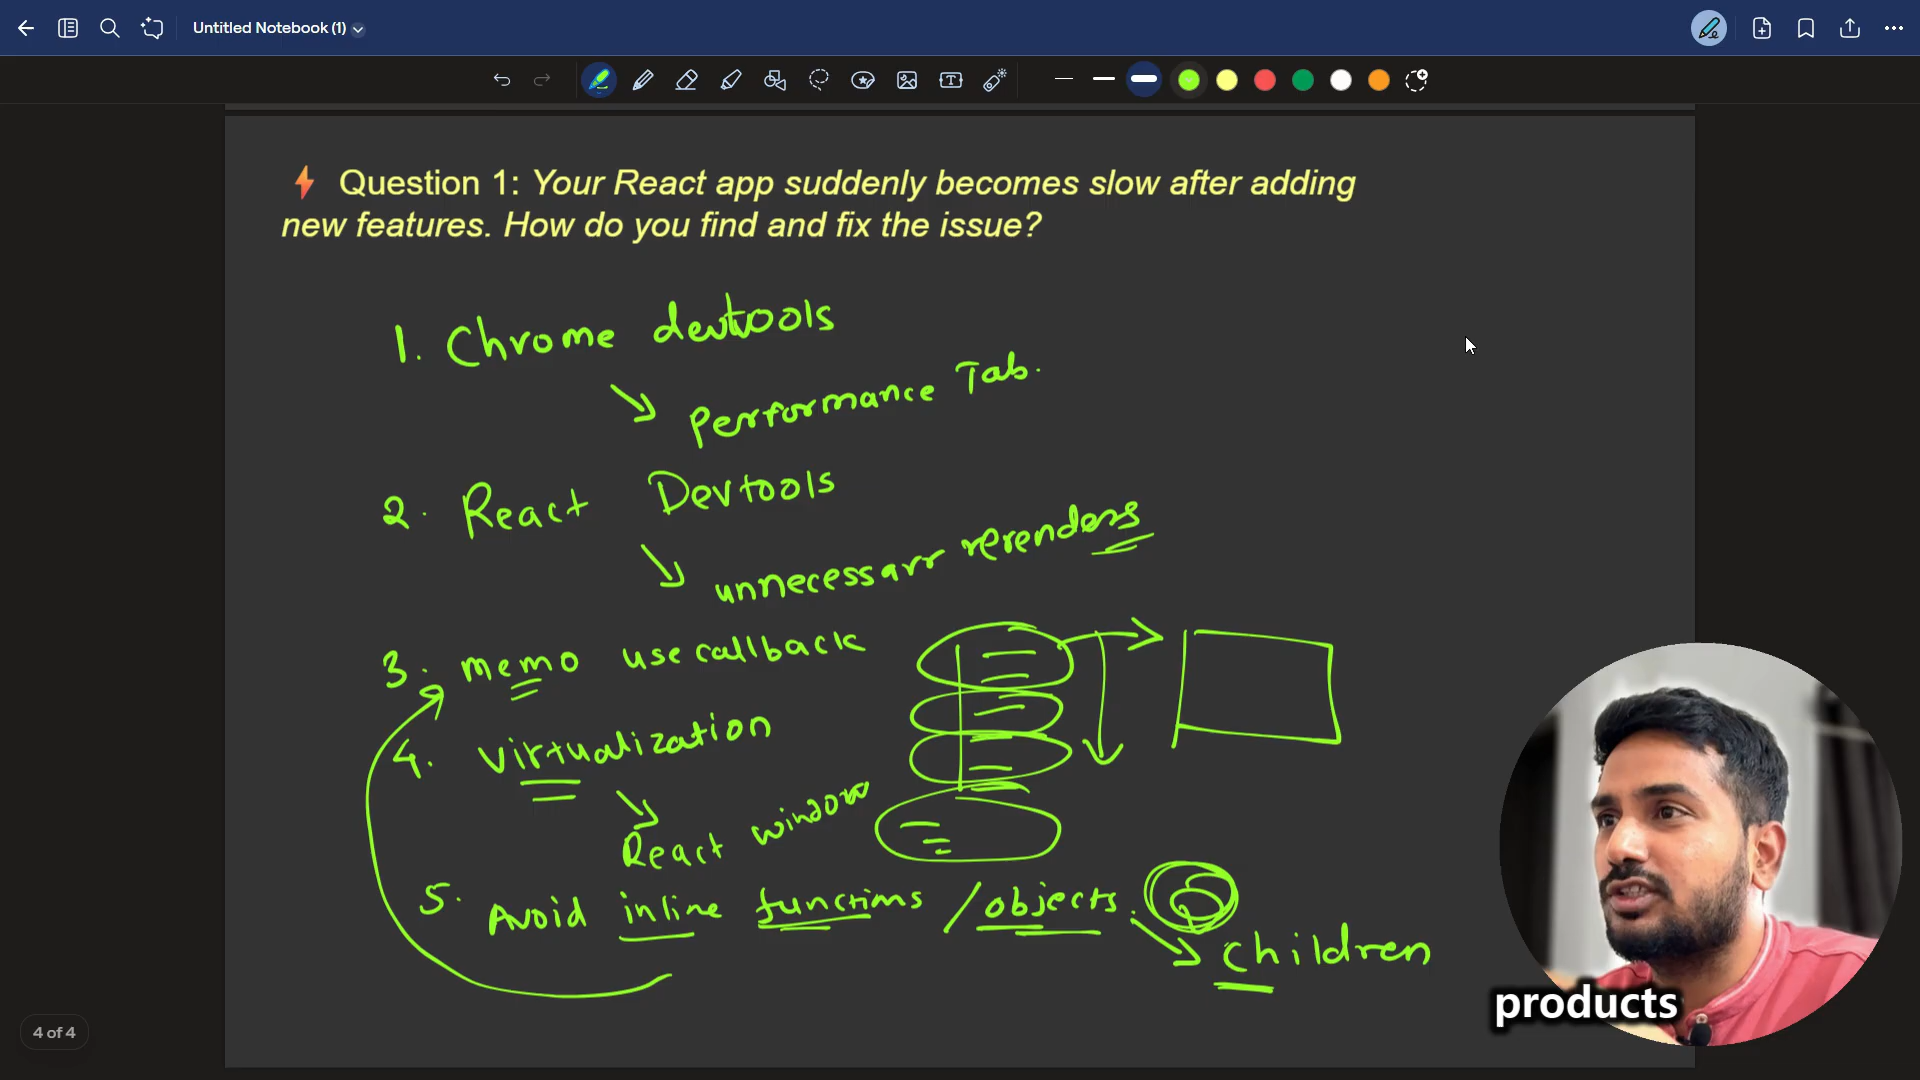 Untitled Notebook (1)
⚡ Question 1: Your React app suddenly becomes slow after adding
new features. How do you find and fix the issue?
1. Chrome devtools
Performance Tab.
2. React Devtools
unnecessarr rerenders
3. memo usecallback
4. Virtualization
React window
5. Avoid inline functions / objects.
children
products
4 of 4